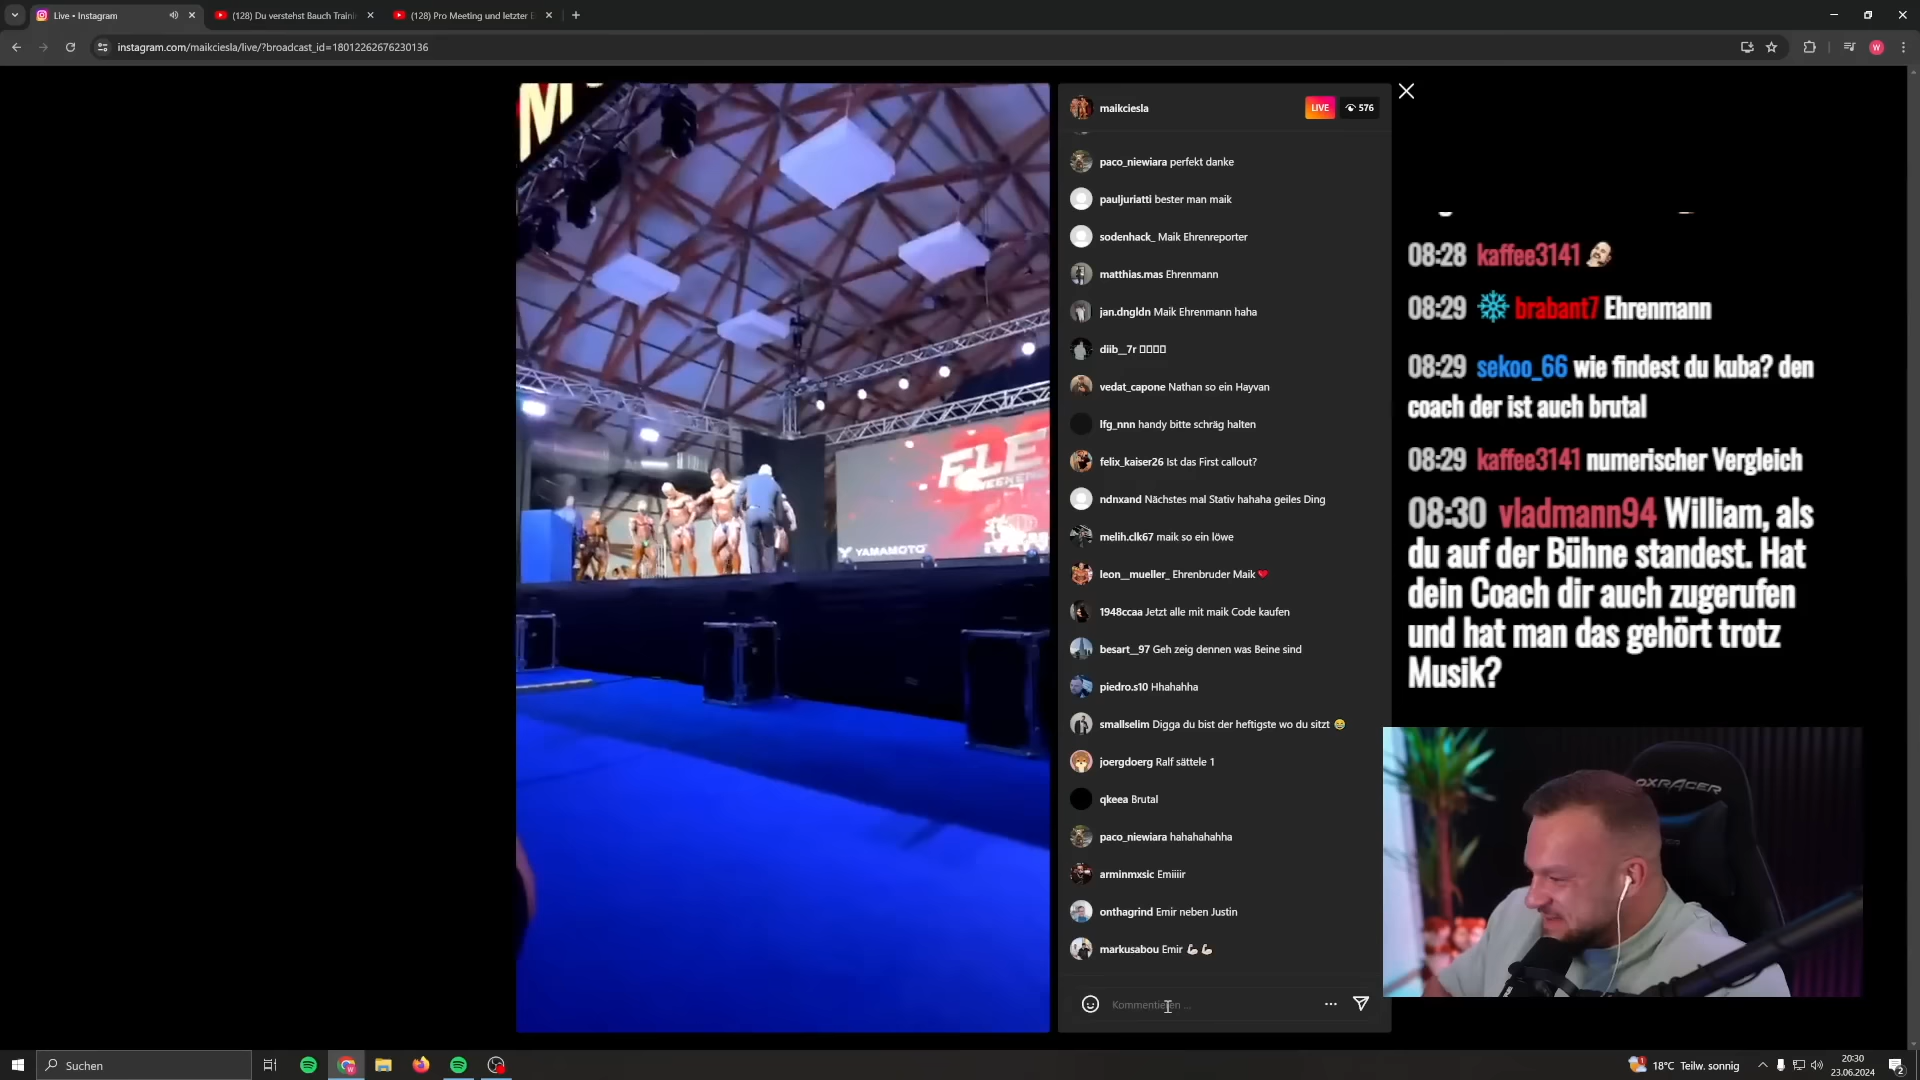 Live • Instagram
(128) Du verstehst Bauch Traini
(128) Pro Meeting und letzter
instagram.com/maikciesla/live/?broadcast_id=18012262676230136
W
maikciesla
LIVE
576
paco_niewiara perfekt danke
pauljuriatti bester man maik
sodenhack_ Maik Ehrenreporter
matthias.mas Ehrenmann
jan.dngldn Maik Ehrenmann haha
diib__7r
vedat_capone Nathan so ein Hayvan
lfg_nnn handy bitte schräg halten
felix_kaiser26 Ist das First callout?
ndnxand Nächstes mal Stativ hahaha geiles Ding
melih.clk67 maik so ein löwe
leon__mueller_ Ehrenbruder Maik ❤️
1948ccaa Jetzt alle mit maik Code kaufen
besart__97 Geh zeig dennen was Beine sind
piedro.s10 Hhahahha
smallselim Digga du bist der heftigste wo du sitzt 😂
joergdoerg Ralf sättele 1
qkeea Brutal
paco_niewiara hahahahahha
arminmxsic Emiiiir
onthagrind Emir neben Justin
markusabou Emir 💪🏻💪🏻
Kommentieren ...
FLE
YAMAMOTO
08:28 kaffee3141
08:29 brabant7 Ehrenmann
08:29 sekoo_66 wie findest du kuba? den
coach der ist auch brutal
08:29 kaffee3141 numerischer Vergleich
08:30 vladmann94 William, als
du auf der Bühne standest. Hat
dein Coach dir auch zugerufen
und hat man das gehört trotz
Musik?
OXRACER
Suchen
18°C Teilw. sonnig
20:30
23.06.2024
2